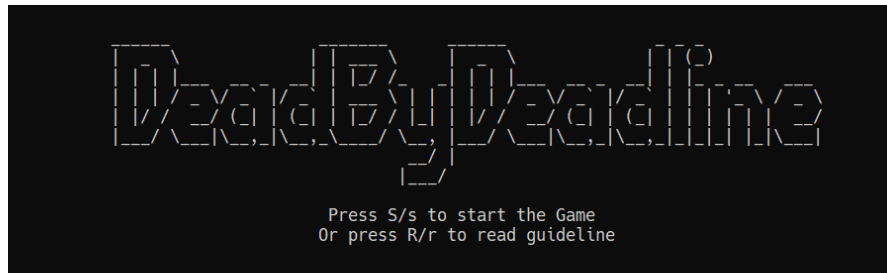 DeadByDeadline
Press S/s to start the Game
Or press R/r to read guideline